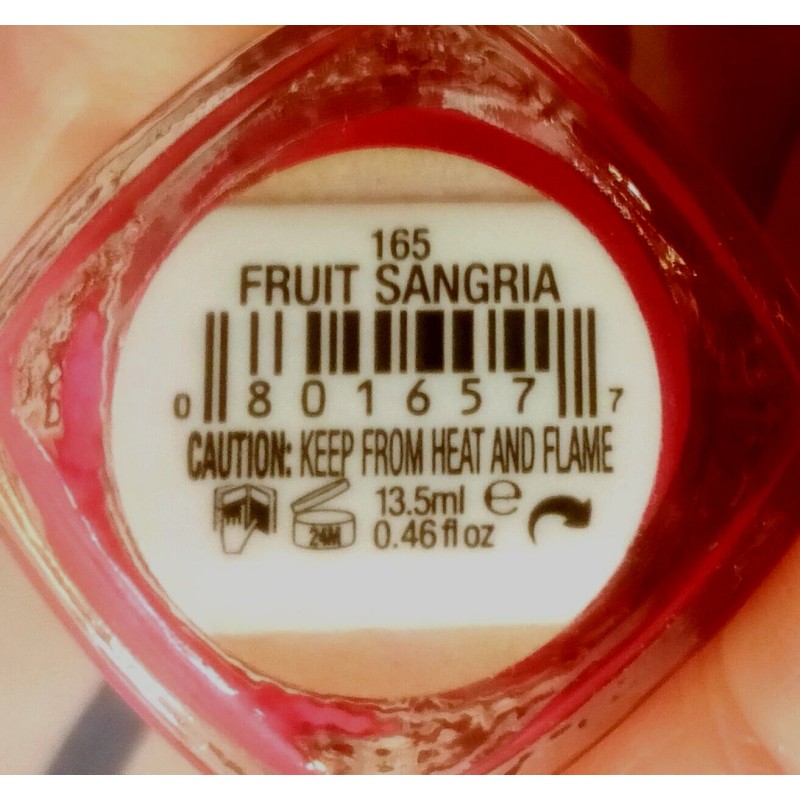 165
FRUIT SANGRIA
0 801657 7
CAUTION: KEEP FROM HEAT AND FLAME
24M 13.5ml e
0.46 fl oz